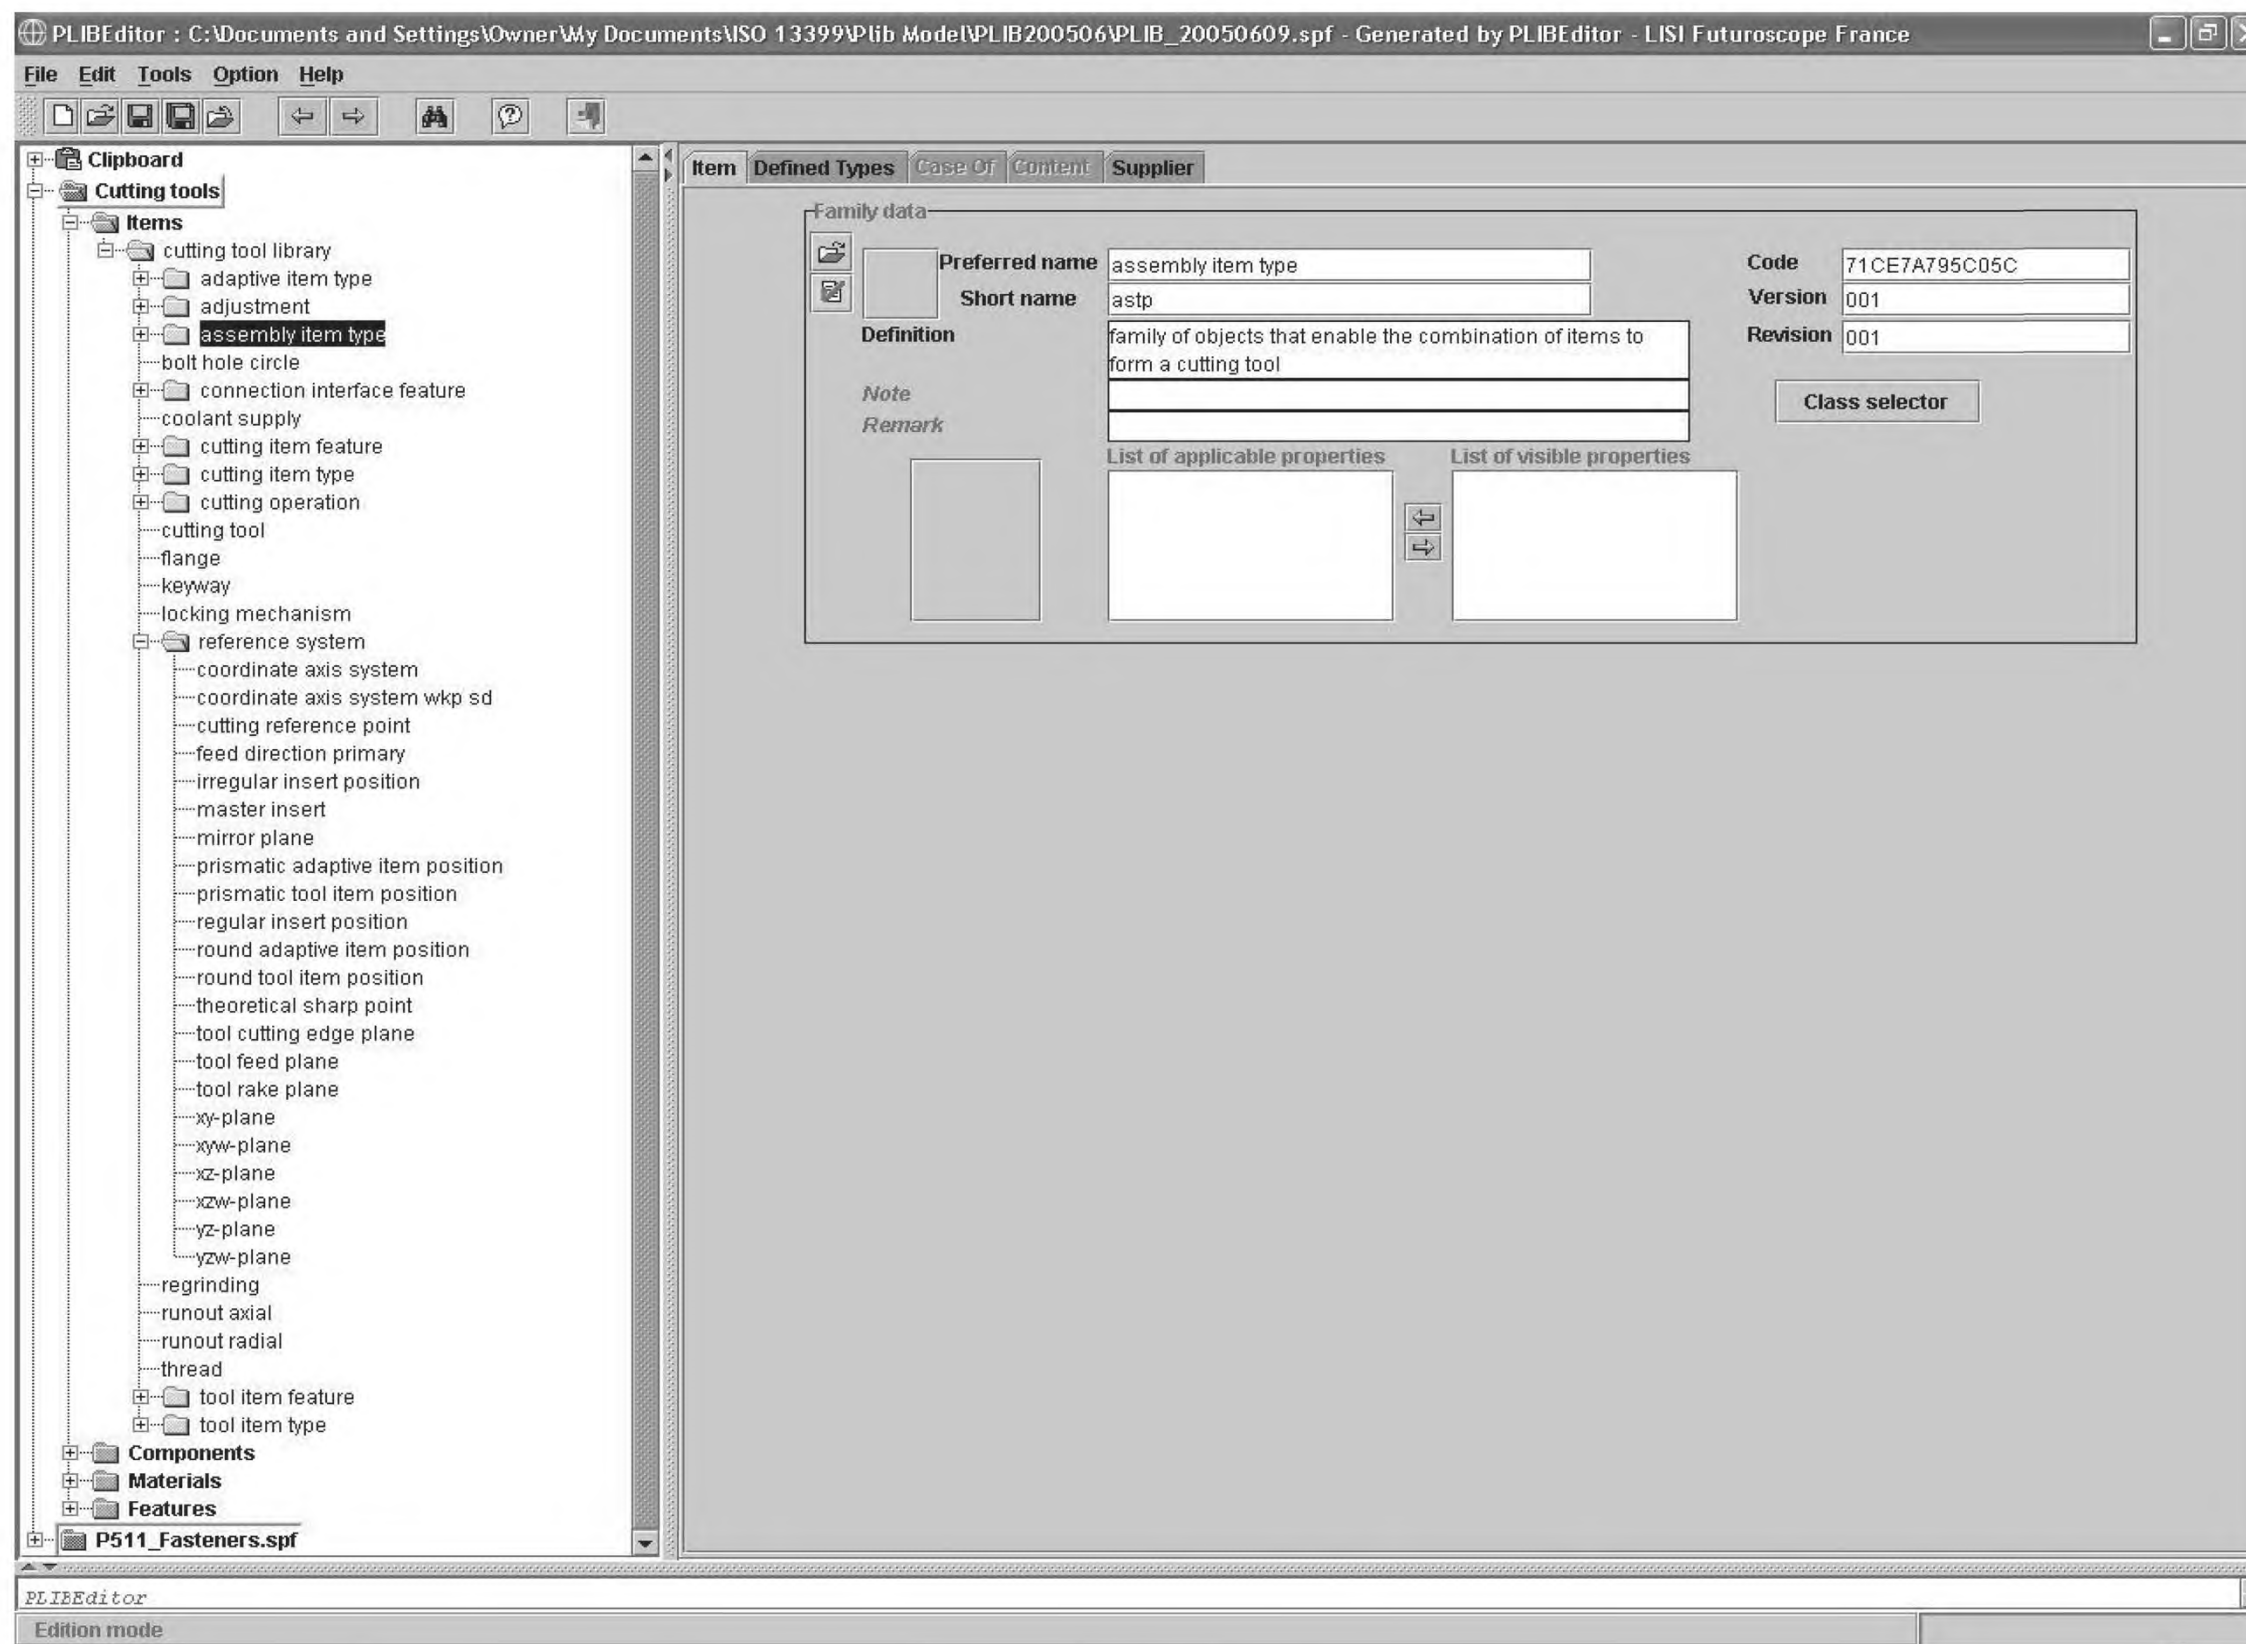 PLIBEditor : C:\Documents and Settings\Owner\My Documents\ISO 13399\Plib Model\PLIB200506\PLIB_20050609.spf - Generated by PLIBEditor - LISI Futuroscope France
File Edit Tools Option Help
Clipboard
Cutting tools
Items
cutting tool library
adaptive item type
adjustment
assembly item type
bolt hole circle
connection interface feature
coolant supply
cutting item feature
cutting item type
cutting operation
cutting tool
flange
keyway
locking mechanism
reference system
coordinate axis system
coordinate axis system wkp sd
cutting reference point
feed direction primary
irregular insert position
master insert
mirror plane
prismatic adaptive item position
prismatic tool item position
regular insert position
round adaptive item position
round tool item position
theoretical sharp point
tool cutting edge plane
tool feed plane
tool rake plane
xy-plane
xyw-plane
xz-plane
xzw-plane
yz-plane
yzw-plane
regrinding
runout axial
runout radial
thread
tool item feature
tool item type
Components
Materials
Features
P511_Fasteners.spf
Item Defined Types Case Of Content Supplier
Family data
Preferred name assembly item type Code 71CE7A795C05C
Short name astp Version 001
Definition family of objects that enable the combination of items to Revision 001
form a cutting tool
Note
Class selector
Remark
List of applicable properties List of visible properties
PLIBEditor
Edition mode